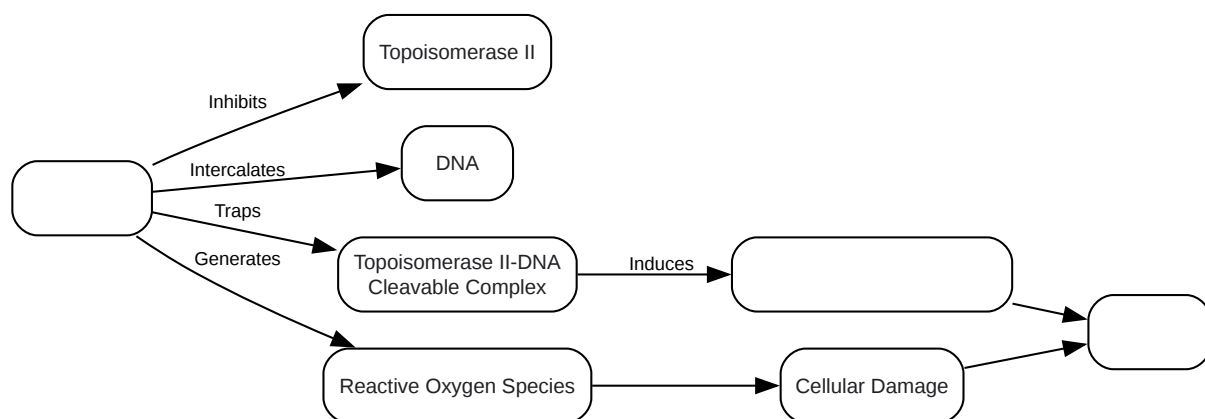 Topoisomerase II
Inhibits
DNA
Intercalates
Traps
Generates
Topoisomerase II-DNA
Cleavable Complex
Induces
Reactive Oxygen Species
Cellular Damage